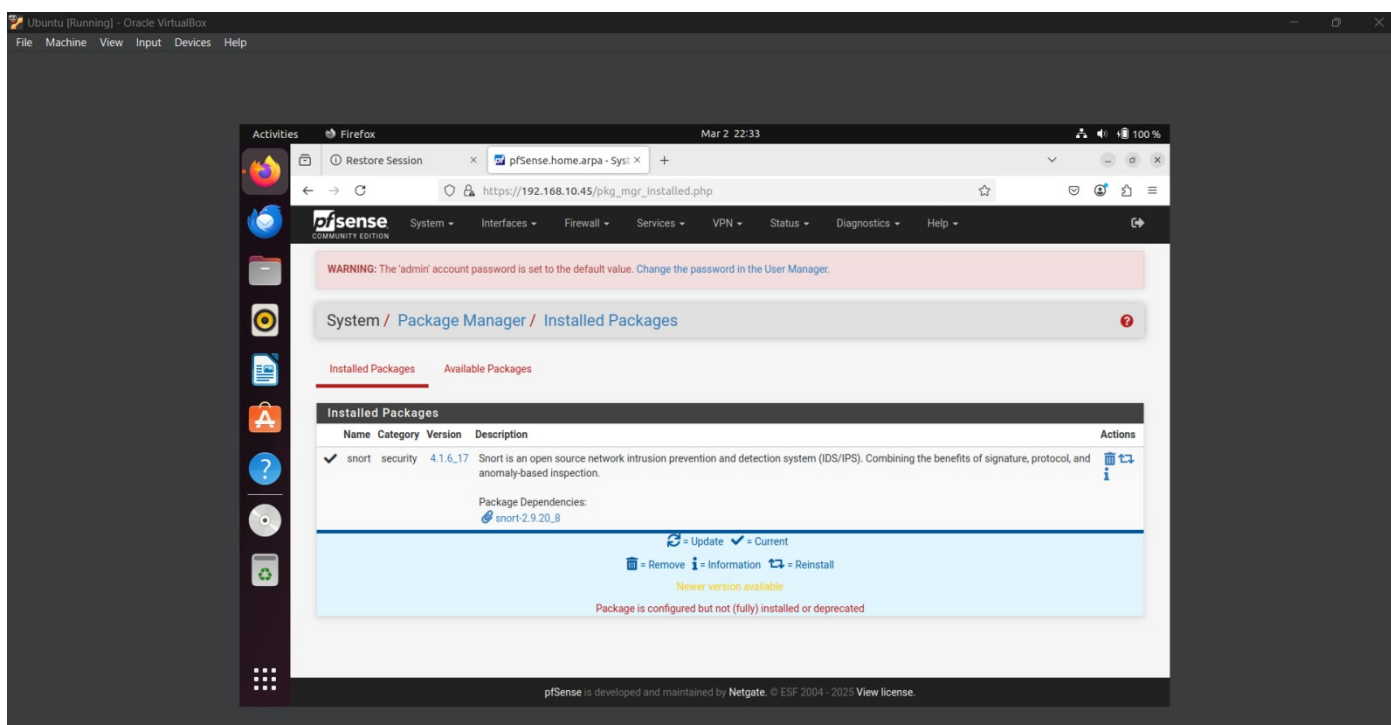 Ubuntu [Running] - Oracle VirtualBox
File Machine View Input Devices Help
Activities Firefox Mar 2 22:33 100 %
Restore Session pfSense.home.arpa - Syst
https://192.168.10.45/pkg_mgr_installed.php
pfsense System Interfaces Firewall Services VPN Status Diagnostics Help
COMMUNITY EDITION
WARNING: The 'admin' account password is set to the default value. Change the password in the User Manager.
System / Package Manager / Installed Packages
Installed Packages Available Packages
Installed Packages
Name Category Version Description Actions
snort security 4.1.6_17 Snort is an open source network intrusion prevention and detection system (IDS/IPS). Combining the benefits of signature, protocol, and
anomaly-based inspection.
Package Dependencies:
snort-2.9.20_8
= Update = Current
= Remove = Information = Reinstall
Newer version available
Package is configured but not (fully) installed or deprecated
pfSense is developed and maintained by Netgate. © ESF 2004 - 2025 View license.